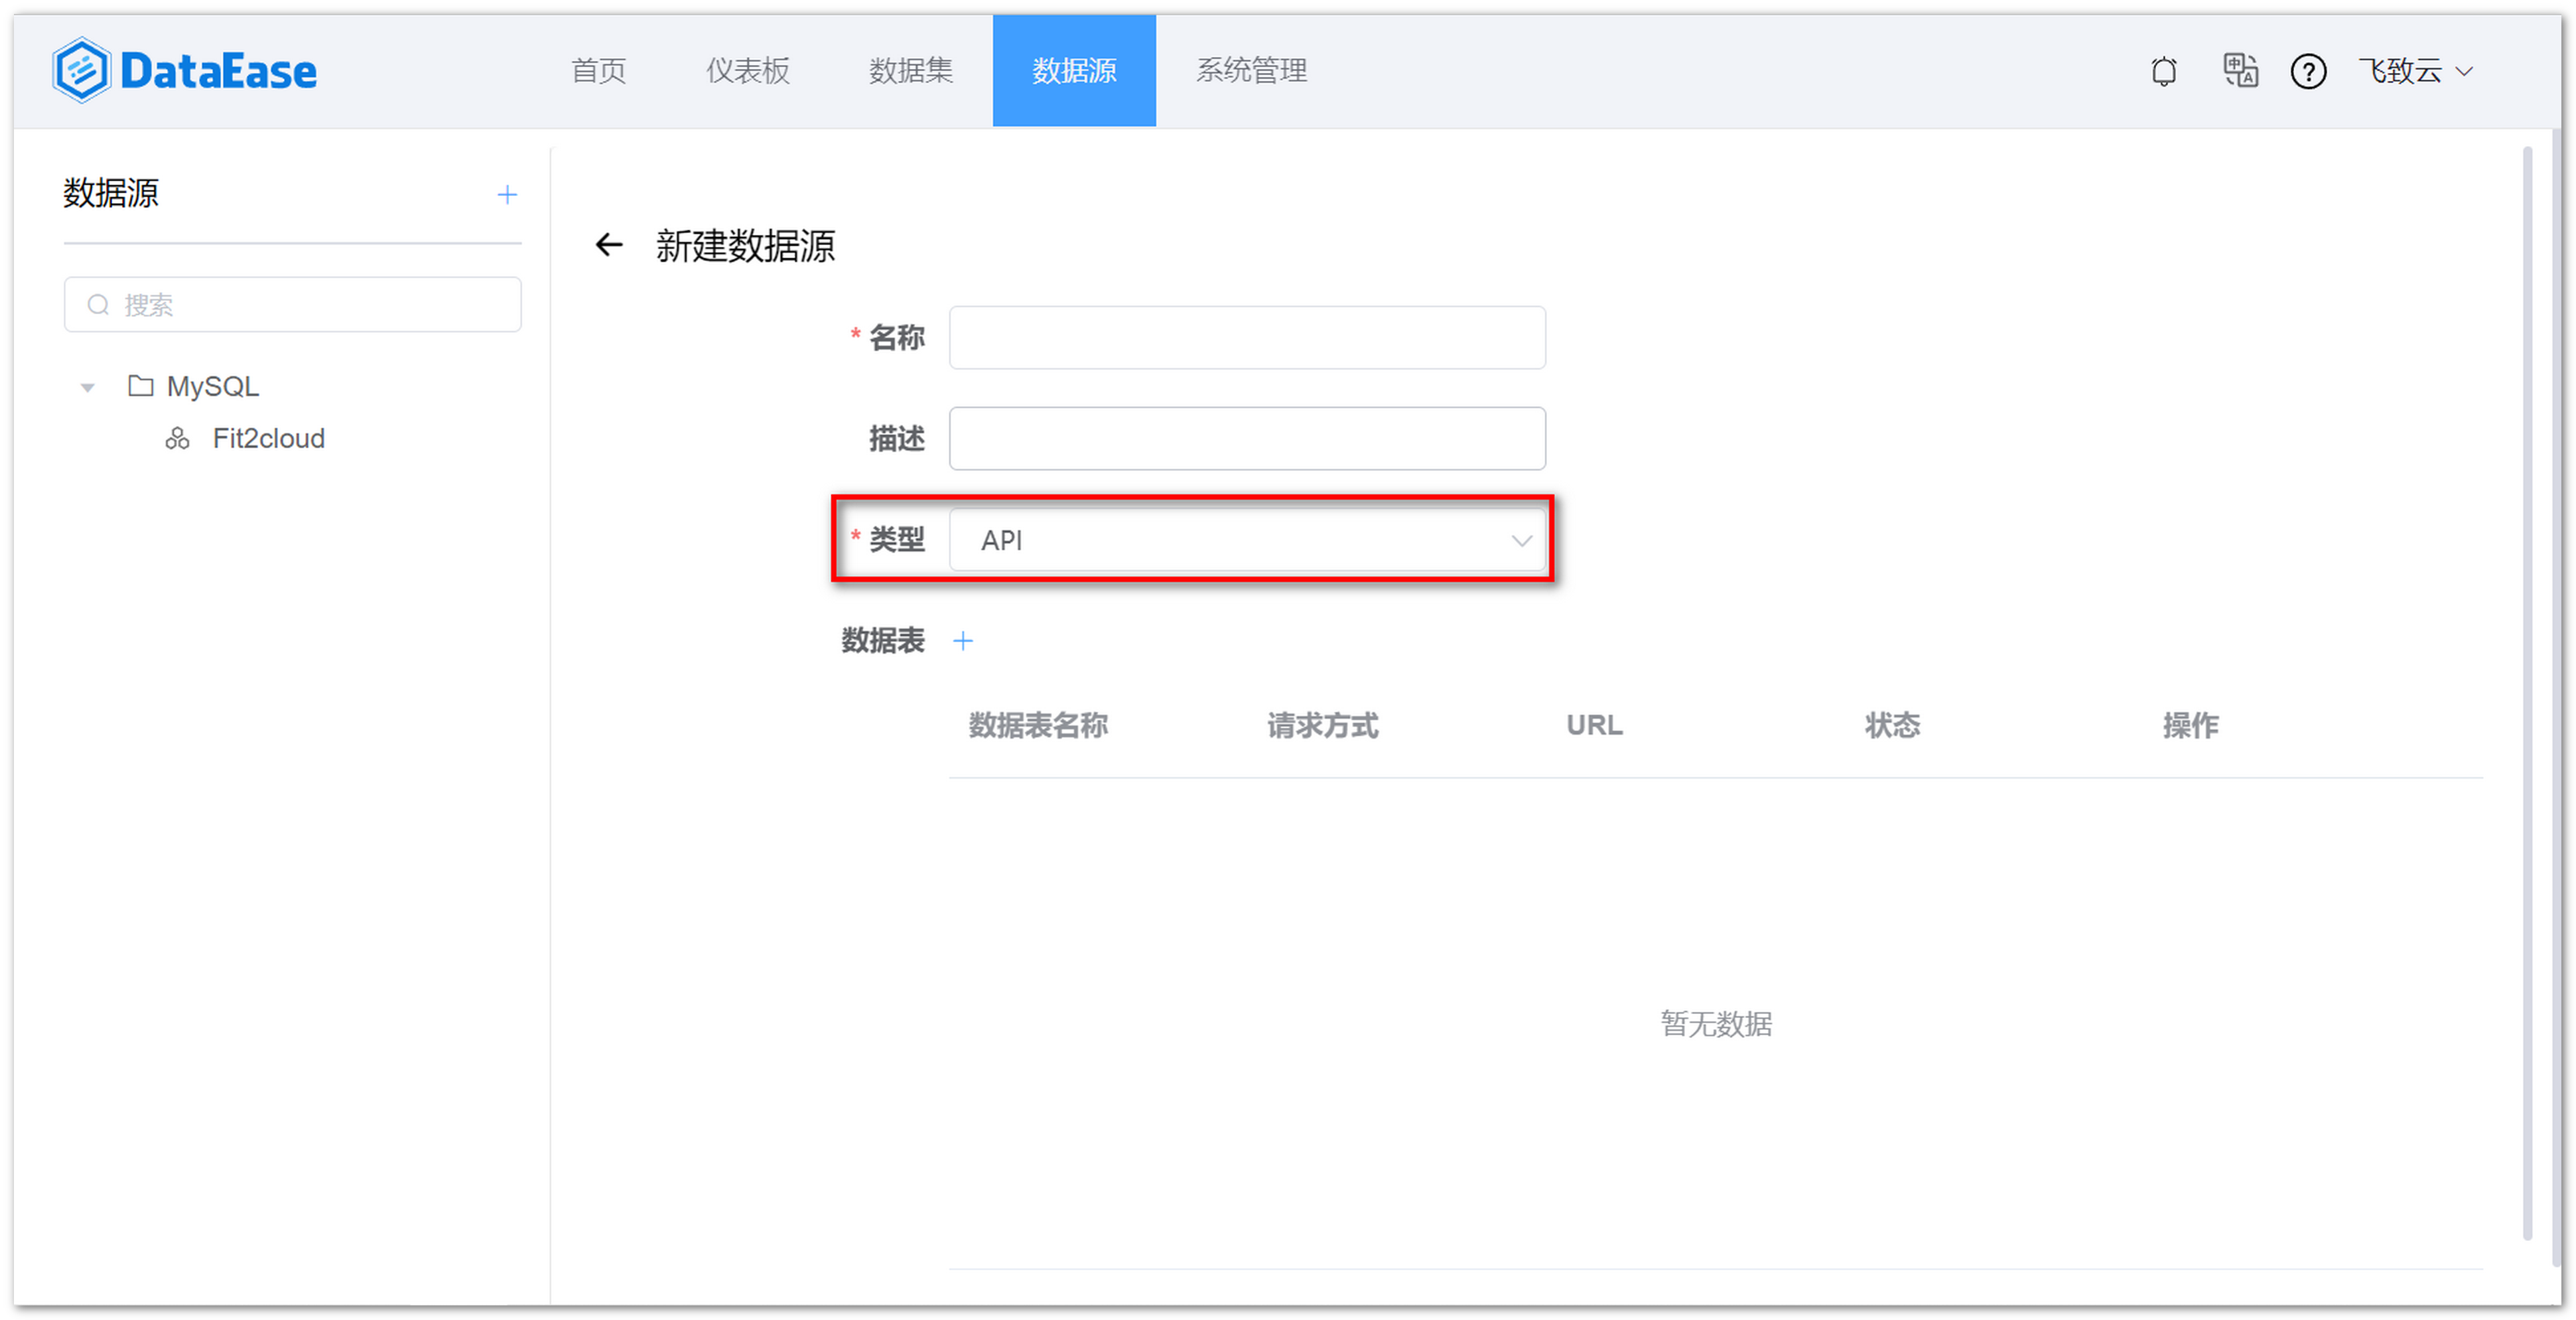 DataEase 首页 仪表板 数据集 数据源 系统管理 中 A ? 飞致云
数据源 +
搜索
MySQL
Fit2cloud
新建数据源
* 名称
描述
* 类型 API
数据表 +
数据表名称 请求方式 URL 状态 操作
暂无数据